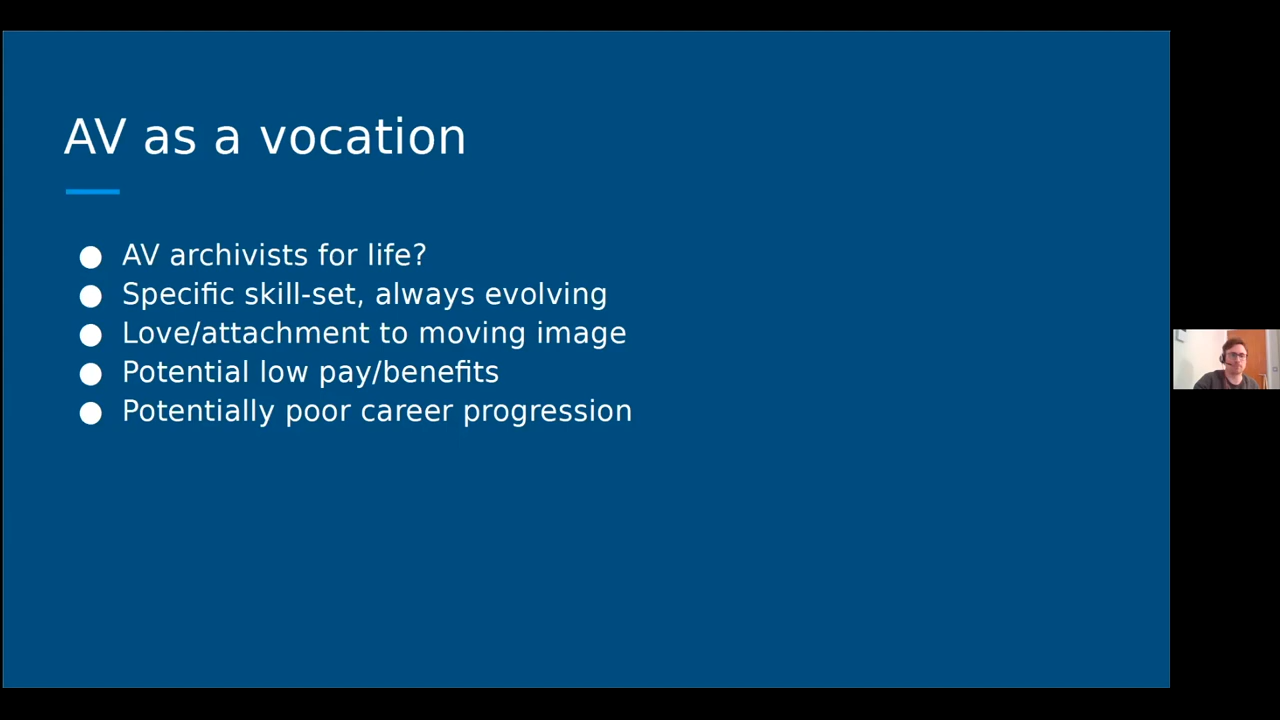 AV as a vocation
● AV archivists for life?
● Specific skill-set, always evolving
● Love/attachment to moving image
● Potential low pay/benefits
● Potentially poor career progression